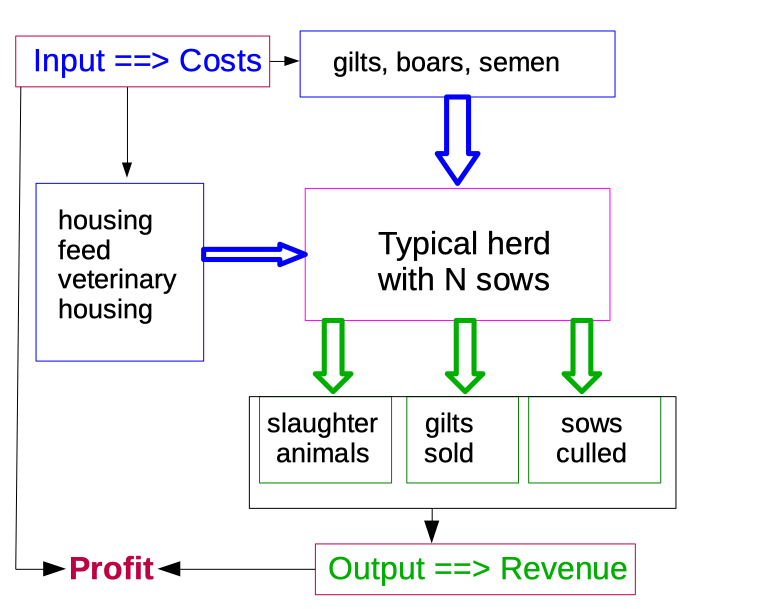 Input ==> Costs
gilts, boars, semen
housing
feed
veterinary
housing
Typical herd
with N sows
slaughter
animals
gilts
sold
sows
culled
Profit
Output ==> Revenue